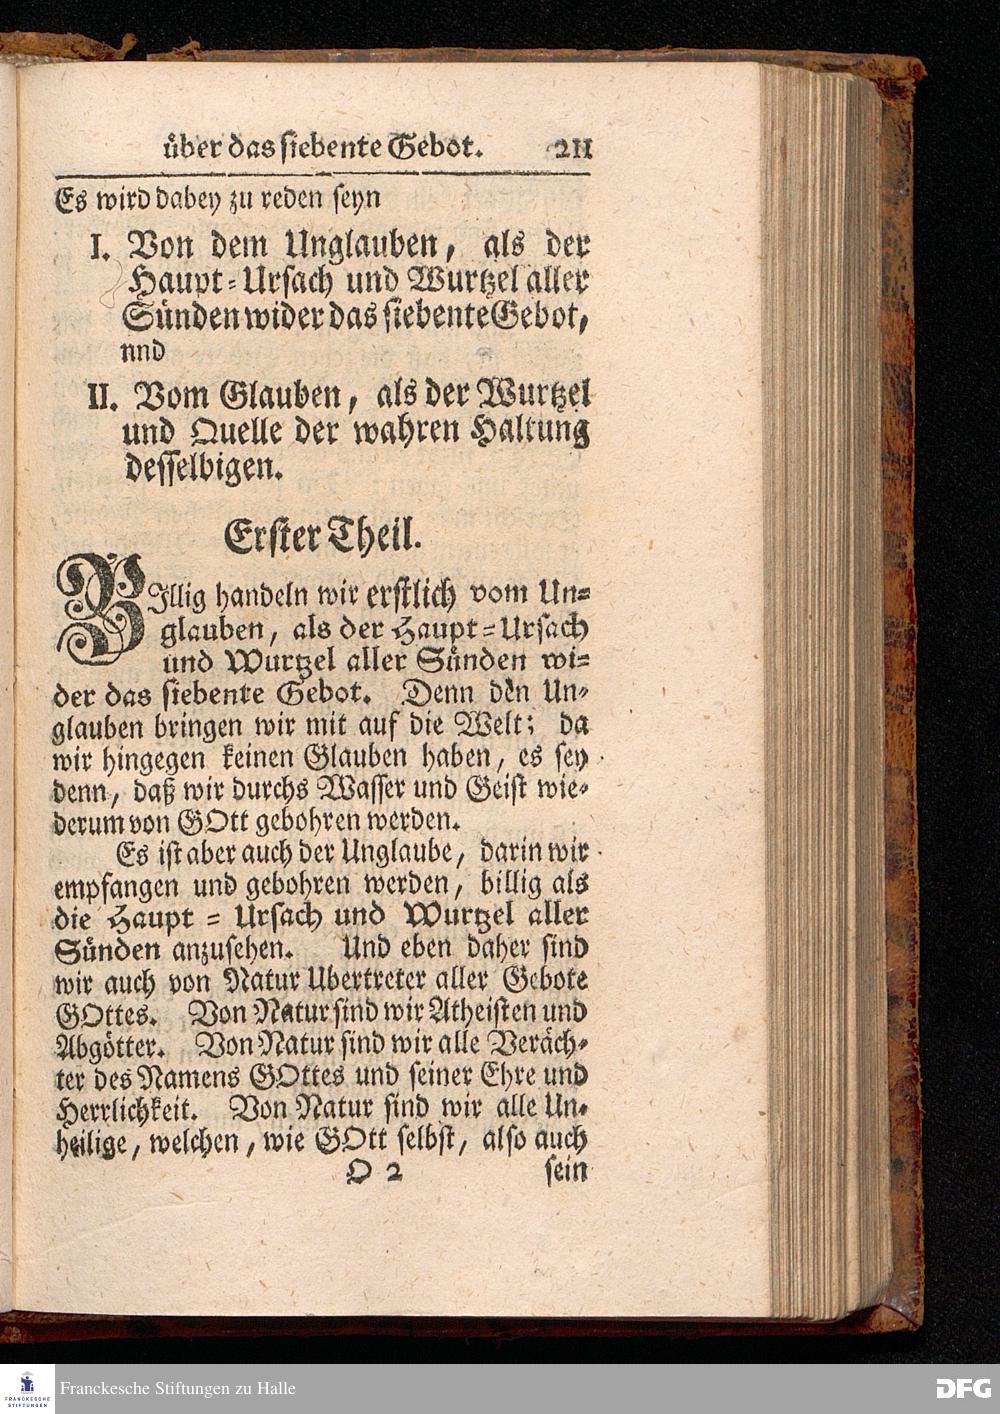 über das siebente Gebot. 211
Es wird dabey zu reden seyn
I. Von dem Unglauben, als der
Haupt-Ursach und Wurtzel aller
Sünden wider das siebente Gebot,
nnd
II. Vom Glauben, als der Wurtzel
und Quelle der wahren Haltung
desselbigen.
Erster Theil.
BIllig handeln wir erstlich vom Un-
glauben, als der Haupt-Ursach
und Wurtzel aller Sünden wi-
der das siebente Gebot. Denn den Un-
glauben bringen wir mit auf die Welt; da
wir hingegen keinen Glauben haben, es sey
denn, daß wir durchs Wasser und Geist wie-
derum von GOtt gebohren werden.
Es ist aber auch der Unglaube, darin wir
empfangen und gebohren werden, billig als
die Haupt-Ursach und Wurtzel aller
Sünden anzusehen. Und eben daher sind
wir auch von Natur Ubertreter aller Gebote
GOttes. Von Natur sind wir Atheisten und
Abgötter. Von Natur sind wir alle Veräch-
ter des Namens GOttes und seiner Ehre und
Herrlichkeit. Von Natur sind wir alle Un-
heilige, welchen, wie GOtt selbst, also auch
O 2 sein
FRANCKESCHE
STIFTUNGEN
Franckesche Stiftungen zu Halle
DFG